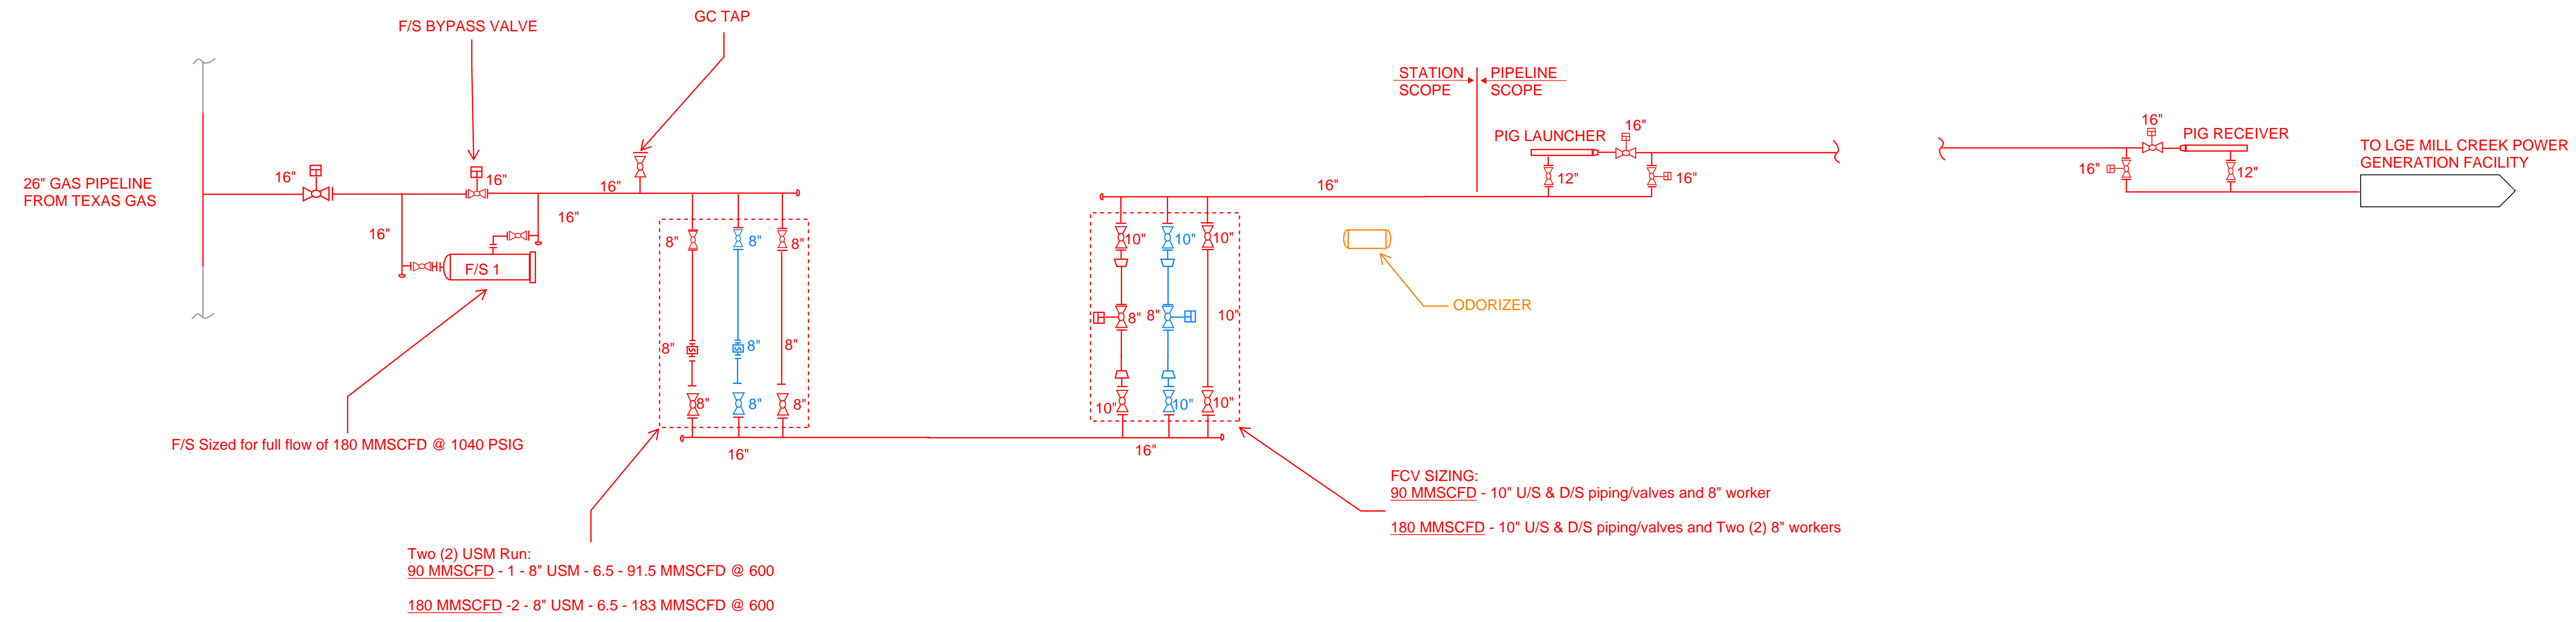 F/S BYPASS VALVE
GC TAP
STATION
SCOPE
PIPELINE
SCOPE
PIG LAUNCHER
16"
16"
PIG RECEIVER
TO LGE MILL CREEK POWER
GENERATION FACILITY
26" GAS PIPELINE
FROM TEXAS GAS
16"
16"
16"
16"
12"
16"
16"
12"
16"
16"
F/S 1
8"
8"
8"
10"
10"
10"
ODORIZER
8"
8"
8"
8"
8"
10"
8"
8"
8"
10"
10"
10"
F/S Sized for full flow of 180 MMSCFD @ 1040 PSIG
16"
16"
FCV SIZING:
90 MMSCFD - 10" U/S & D/S piping/valves and 8" worker
180 MMSCFD - 10" U/S & D/S piping/valves and Two (2) 8" workers
Two (2) USM Run:
90 MMSCFD - 1 - 8" USM - 6.5 - 91.5 MMSCFD @ 600
180 MMSCFD -2 - 8" USM - 6.5 - 183 MMSCFD @ 600